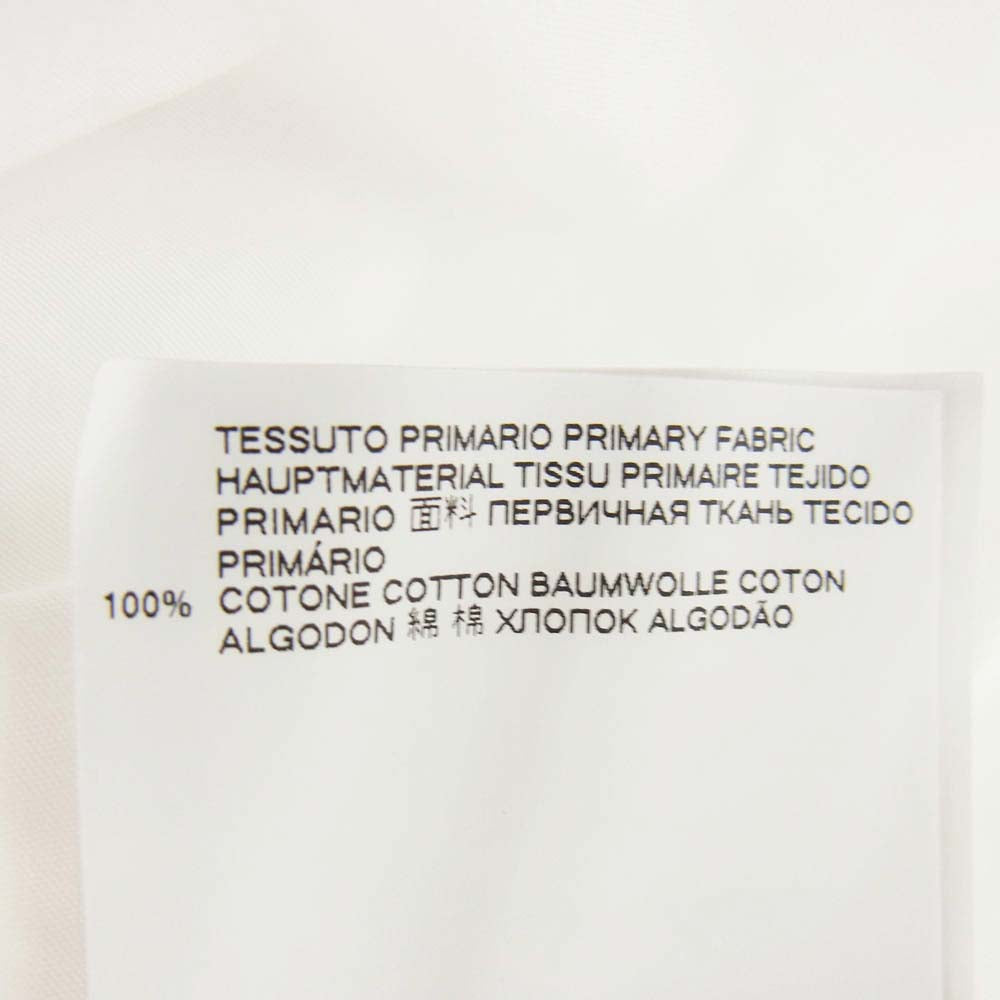 TESSUTO PRIMARIO PRIMARY FABRIC
HAUPTMATERIAL TISSU PRIMAIRE TEJIDO
PRIMARIO 面料 ПЕРВИЧНАЯ ТКАНЬ TECIDO
PRIMÁRIO
100% COTONE COTTON BAUMWOLLE COTON
ALGODON 綿 棉 ХЛОПОК ALGODÃO